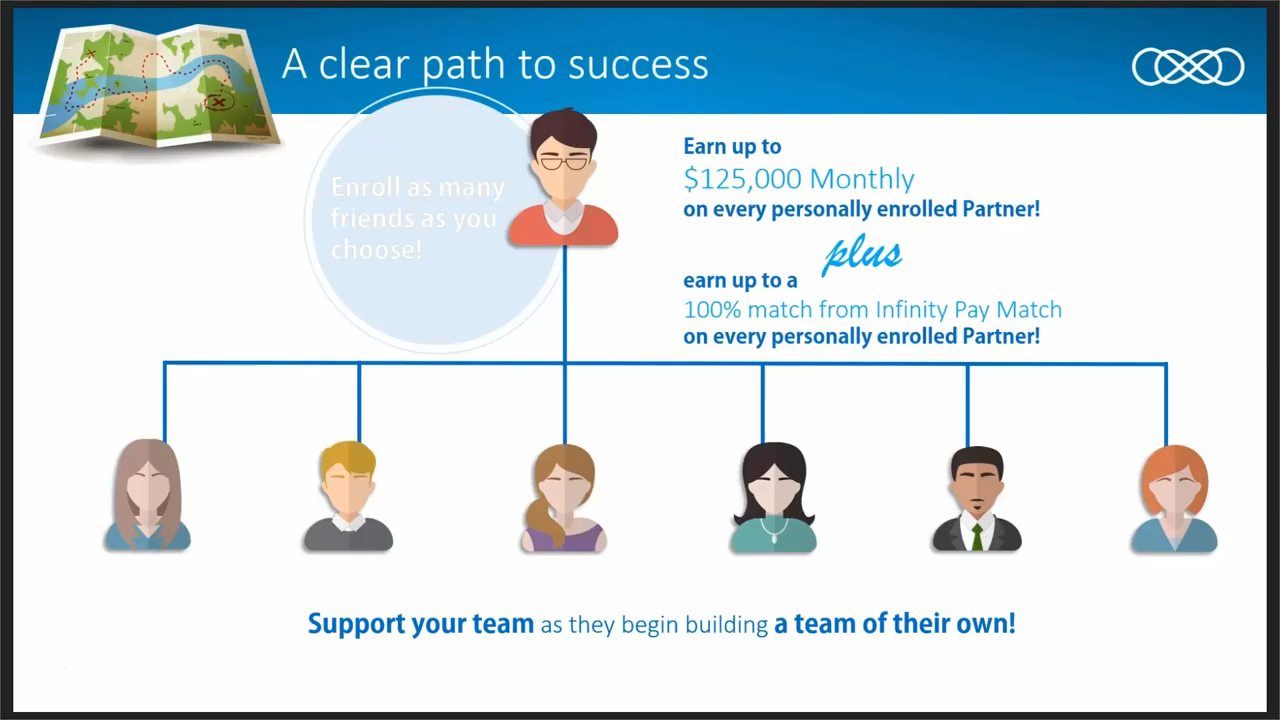 A clear path to success
Enroll as many
friends as you
choose!
Earn up to
$125,000 Monthly
on every personally enrolled Partner!
plus
earn up to a
100% match from Infinity Pay Match
on every personally enrolled Partner!
Support your team as they begin building a team of their own!